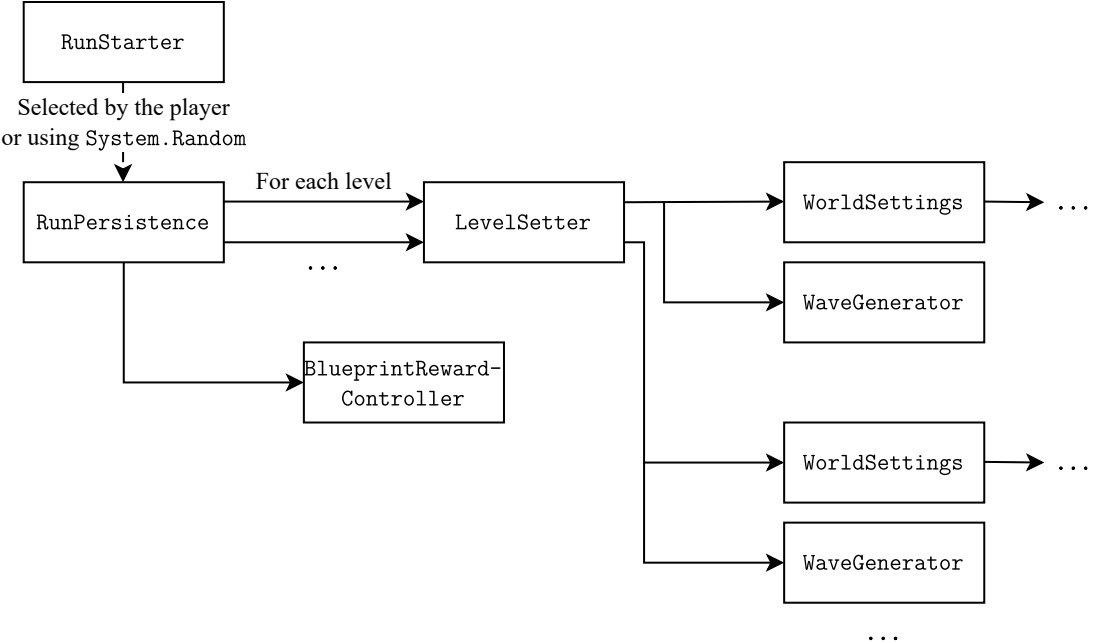 RunStarter
Selected by the player
or using System.Random
RunPersistence
For each level
...
LevelSetter
WorldSettings
...
WaveGenerator
BlueprintReward-
Controller
WorldSettings
...
WaveGenerator
...